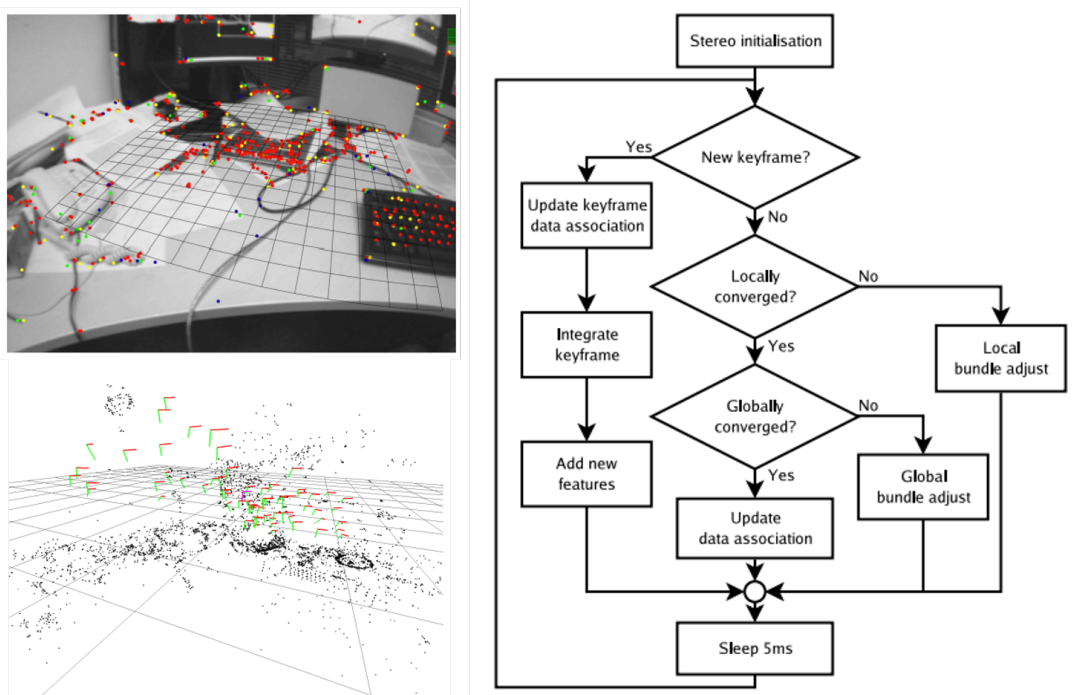 Stereo initialisation
New keyframe?
Yes
No
Update keyframe
data association
Integrate
keyframe
Add new
features
Locally
converged?
No
Yes
Local
bundle adjust
Globally
converged?
No
Yes
Global
bundle adjust
Update
data association
Sleep 5ms